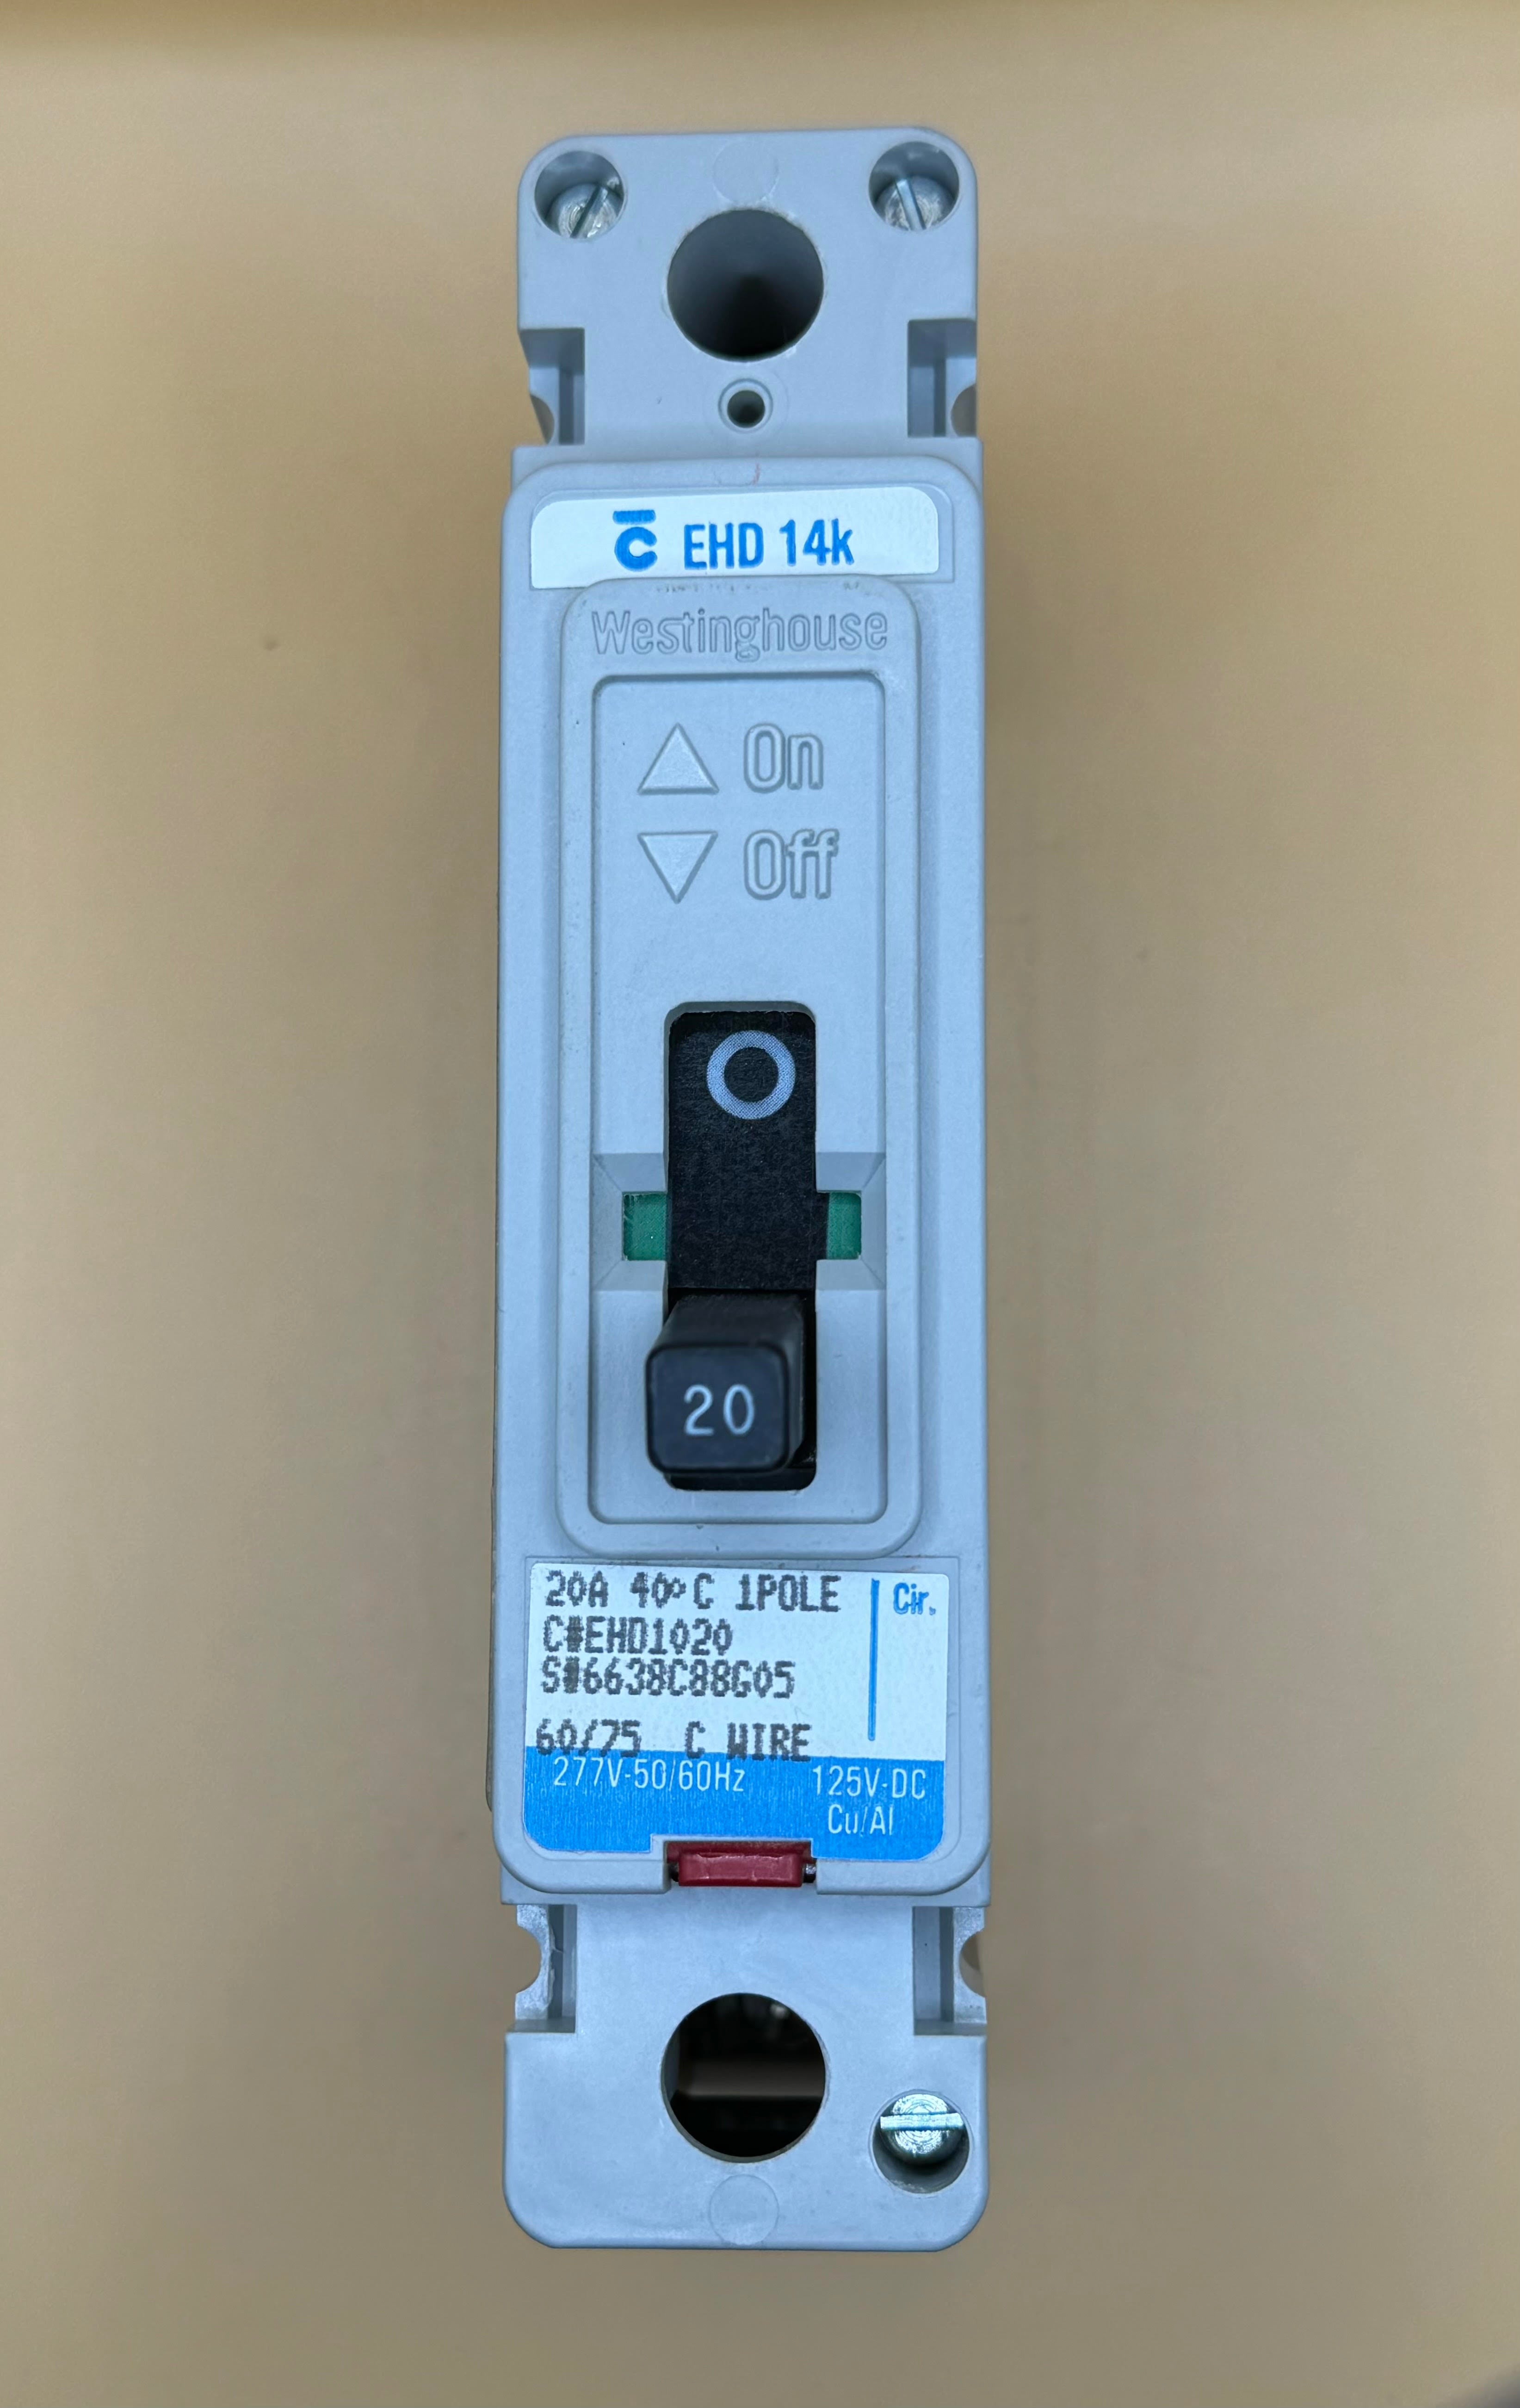 C EHD 14k
Westinghouse
△ On
▽ Off
O
20
20A 40°C 1POLE
Cir.
C#EHD1020
S#6638C88G05
60/75 C WIRE
277V-50/60Hz 125V-DC
Cu/Al